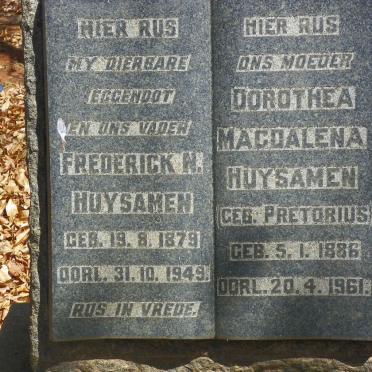 HIER RUS
MY DIERBARE
EGGENOOT
EN ONS VADER
FREDERICK N.
HUYSAMEN
GEB. 19. 8. 1879
OORL. 31. 10. 1949.
RUS IN VREDE.
HIER RUS
ONS MOEDER
DOROTHEA
MAGDALENA
HUYSAMEN
GEB. PRETORIUS
GEB. 5. 1. 1886
OORL. 20. 4. 1961.